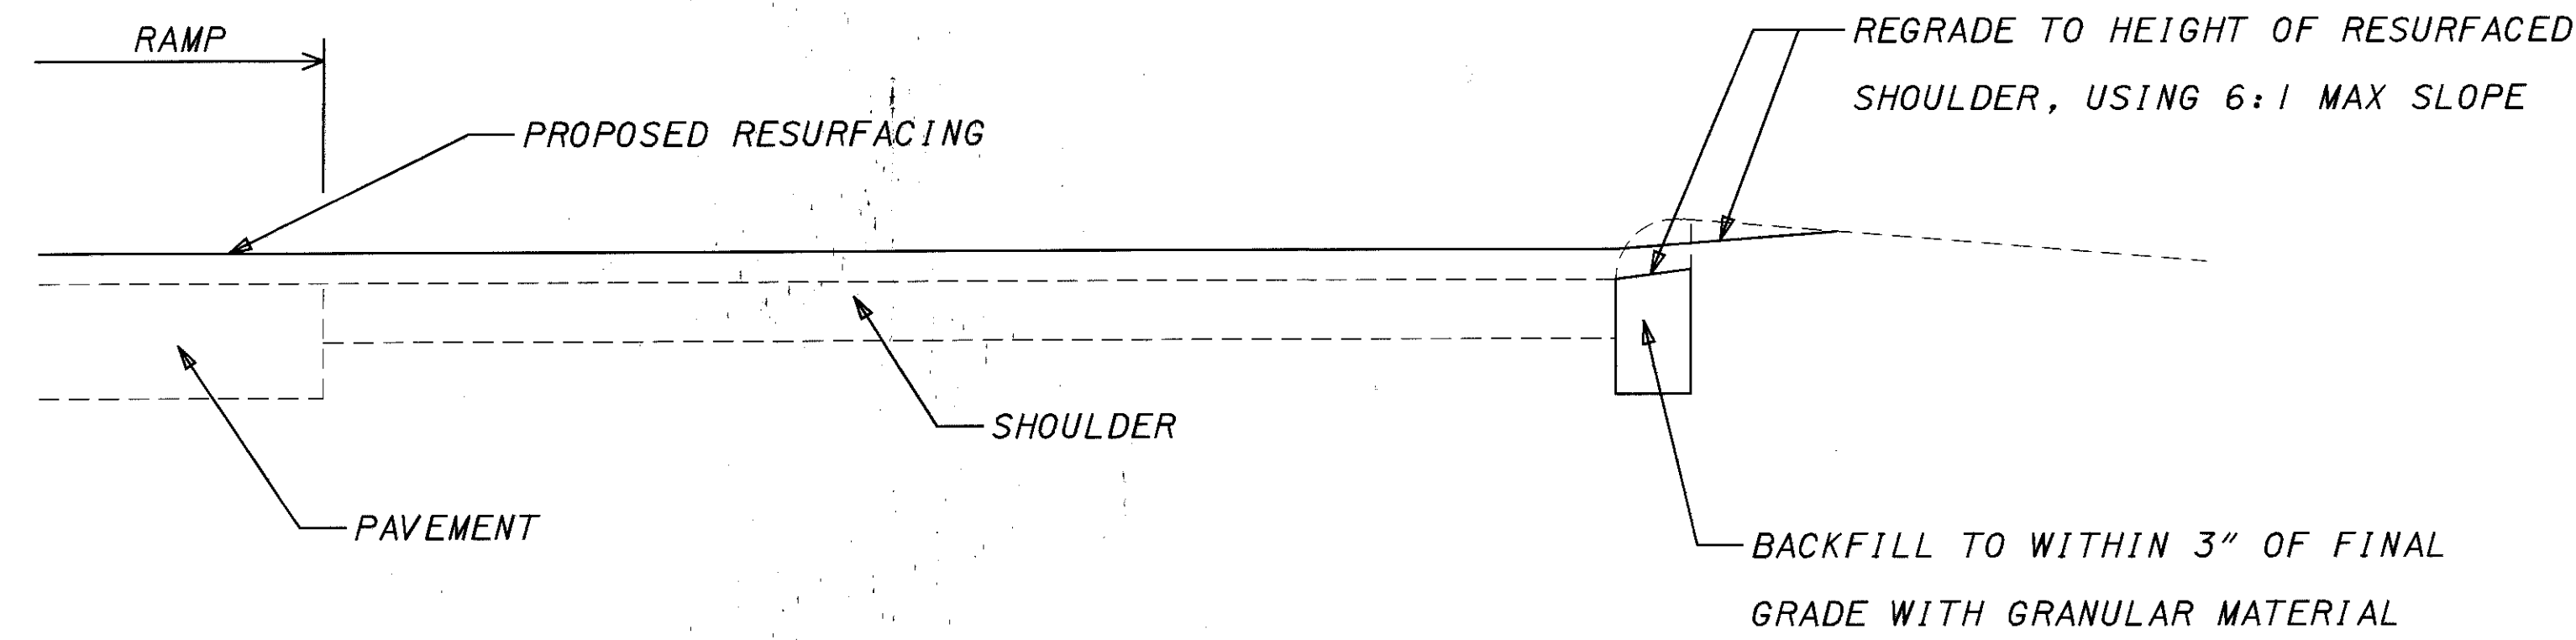 RAMP
PROPOSED RESURFACING
REGRADE TO HEIGHT OF RESURFACED
SHOULDER, USING 6:1 MAX SLOPE
SHOULDER
PAVEMENT
BACKFILL TO WITHIN 3" OF FINAL
GRADE WITH GRANULAR MATERIAL